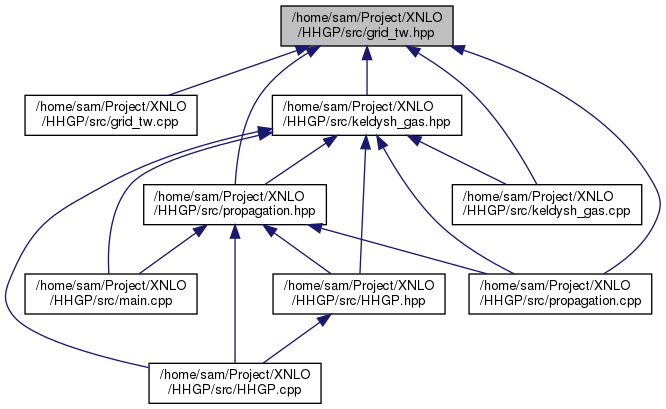 /home/sam/Project/XNLO
/HHGP/src/grid_tw.hpp
/home/sam/Project/XNLO
/HHGP/src/grid_tw.cpp
/home/sam/Project/XNLO
/HHGP/src/keldysh_gas.hpp
/home/sam/Project/XNLO
/HHGP/src/propagation.hpp
/home/sam/Project/XNLO
/HHGP/src/keldysh_gas.cpp
/home/sam/Project/XNLO
/HHGP/src/main.cpp
/home/sam/Project/XNLO
/HHGP/src/HHGP.hpp
/home/sam/Project/XNLO
/HHGP/src/propagation.cpp
/home/sam/Project/XNLO
/HHGP/src/HHGP.cpp